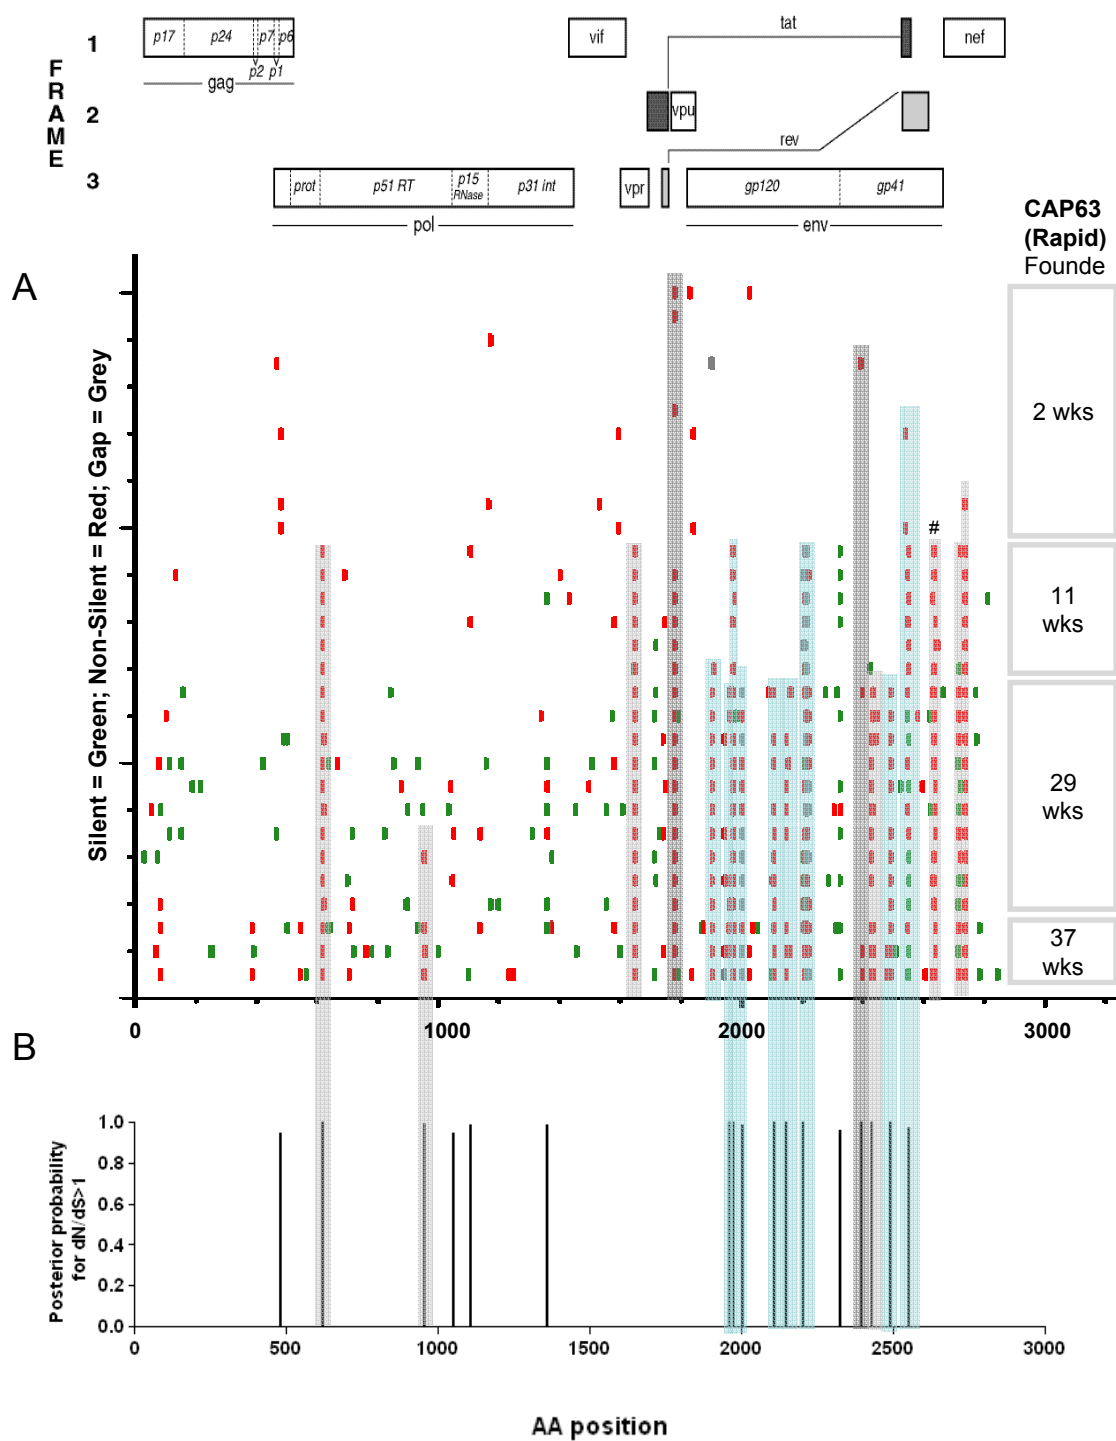 tat
1
p17 p24 p7 p6
vif
nef
p2 p1
gag
FRAME
2
vpu
rev
3
prot p51 RT p15 RNase p31 int
vpr
gp120 gp41
pol
env
CAP63
(Rapid)
Founde
A
Silent = Green; Non-Silent = Red; Gap = Grey
2 wks
#
11
wks
29
wks
37
wks
0 1000 2000 3000
B
Posterior probability
for dN/dS>1
1.0
0.8
0.6
0.4
0.2
0.0
0 500 1000 1500 2000 2500 3000
AA position